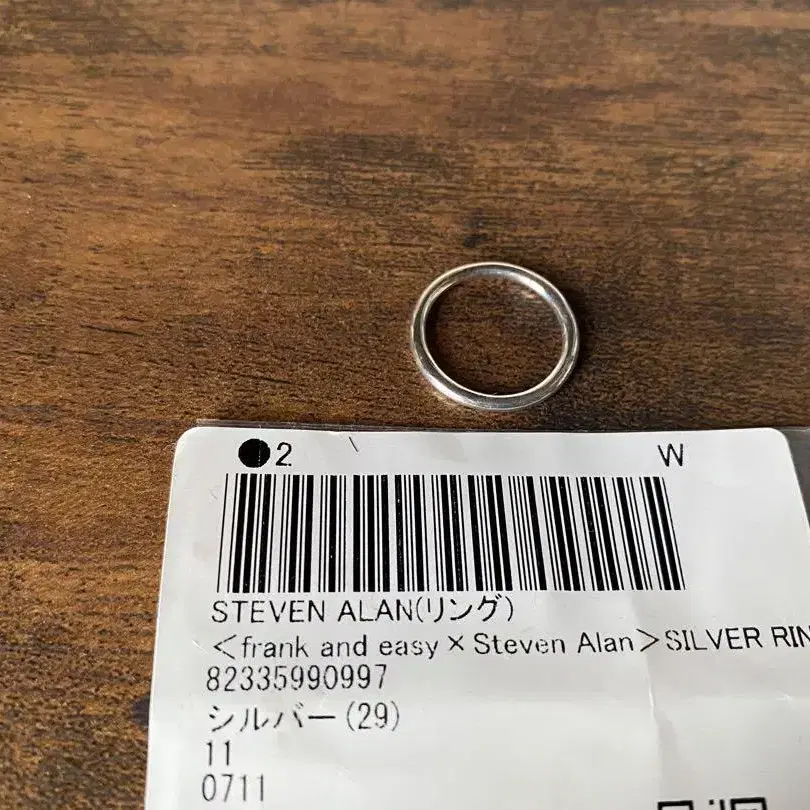 ●2. W
STEVEN ALAN(リング)
＜frank and easy×Steven Alan＞SILVER RIN
82335990997
シルバー(29)
11
0711